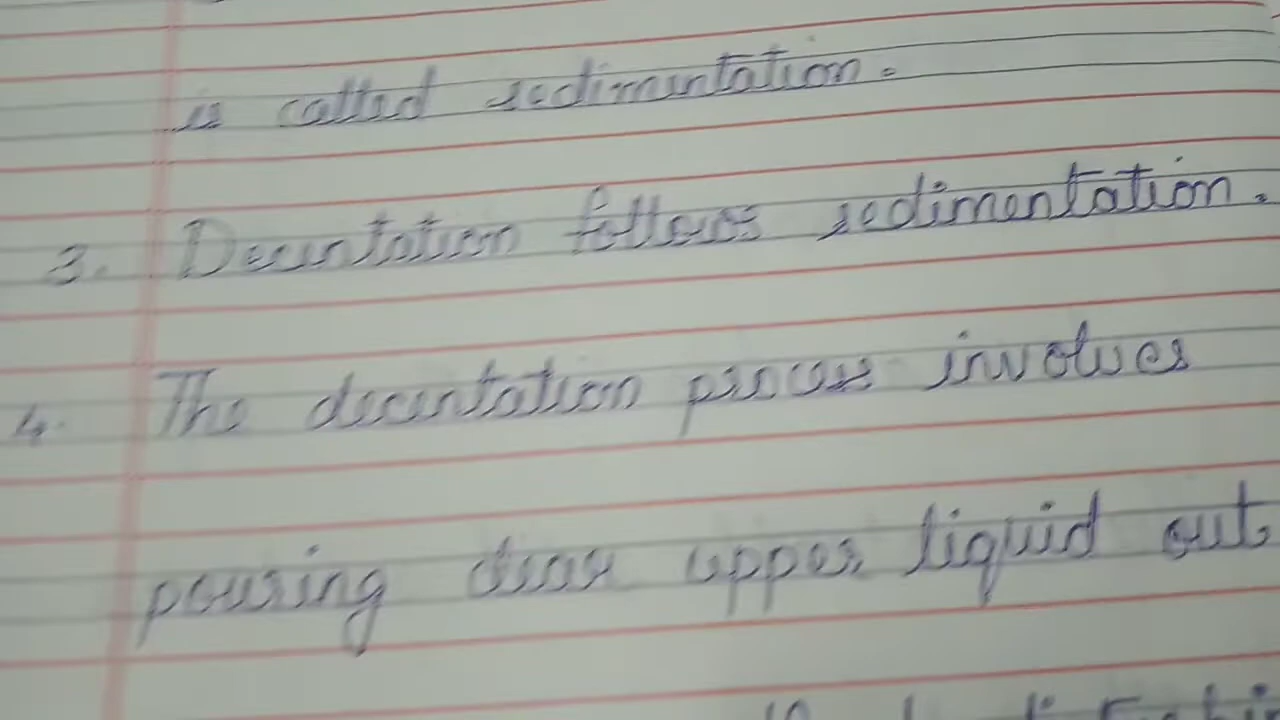 is called sedimentation.
3. Decantation follows sedimentation.
4. The decantation process involves
pouring clear upper liquid out